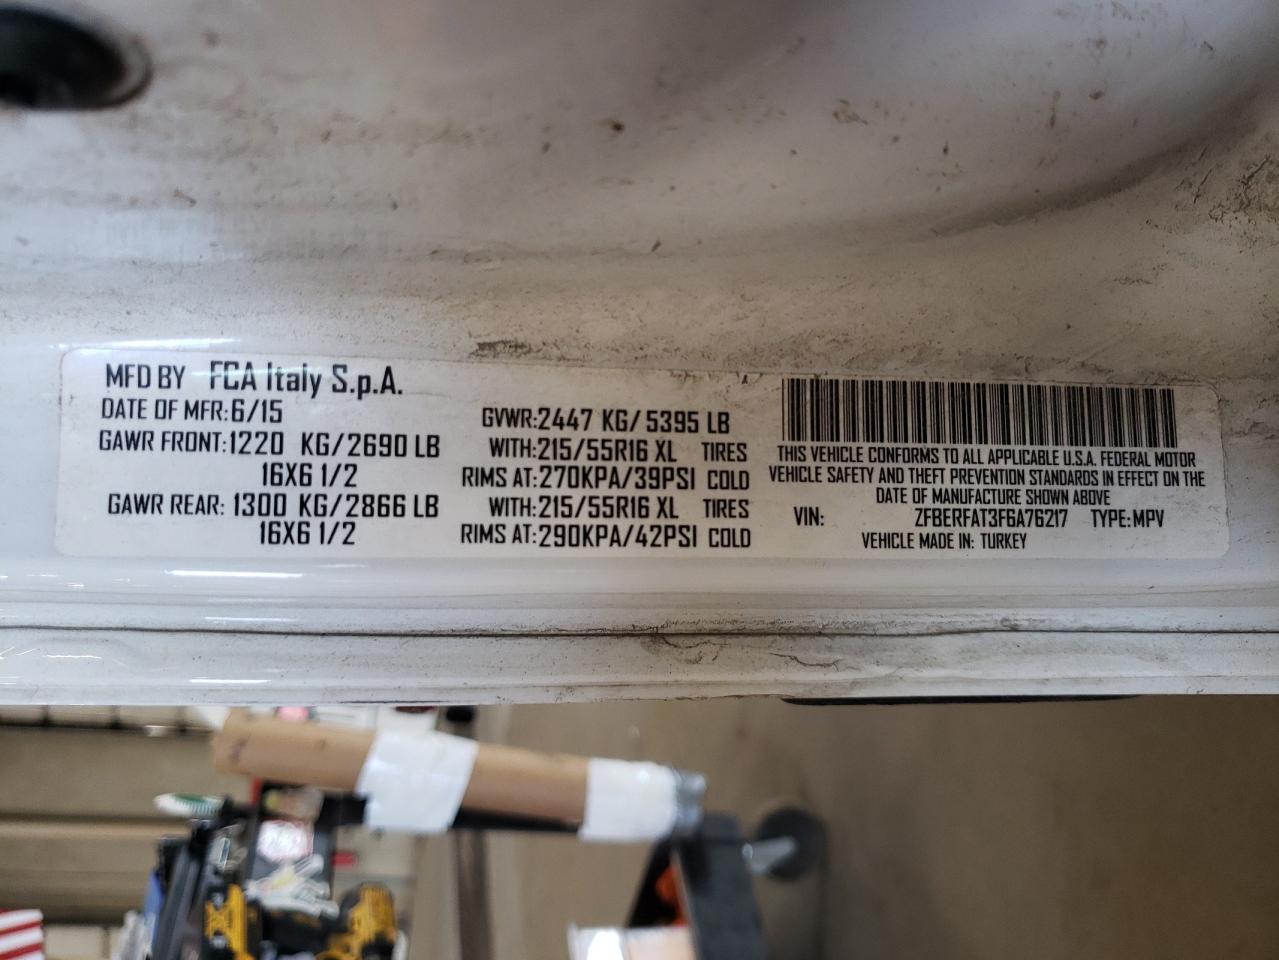 MFD BY FCA Italy S.p.A.
DATE OF MFR:6/15
GAWR FRONT:1220 KG/2690 LB
16X6 1/2
GAWR REAR: 1300 KG/2866 LB
16X6 1/2
GVWR:2447 KG/5395 LB
WITH:215/55R16 XL TIRES
RIMS AT:270KPA/39PSI COLD
WITH:215/55R16 XL TIRES
RIMS AT:290KPA/42PSI COLD
THIS VEHICLE CONFORMS TO ALL APPLICABLE U.S.A. FEDERAL MOTOR
VEHICLE SAFETY AND THEFT PREVENTION STANDARDS IN EFFECT ON THE
DATE OF MANUFACTURE SHOWN ABOVE
VIN: ZFBERFAT3F6A76217 TYPE:MPV
VEHICLE MADE IN: TURKEY